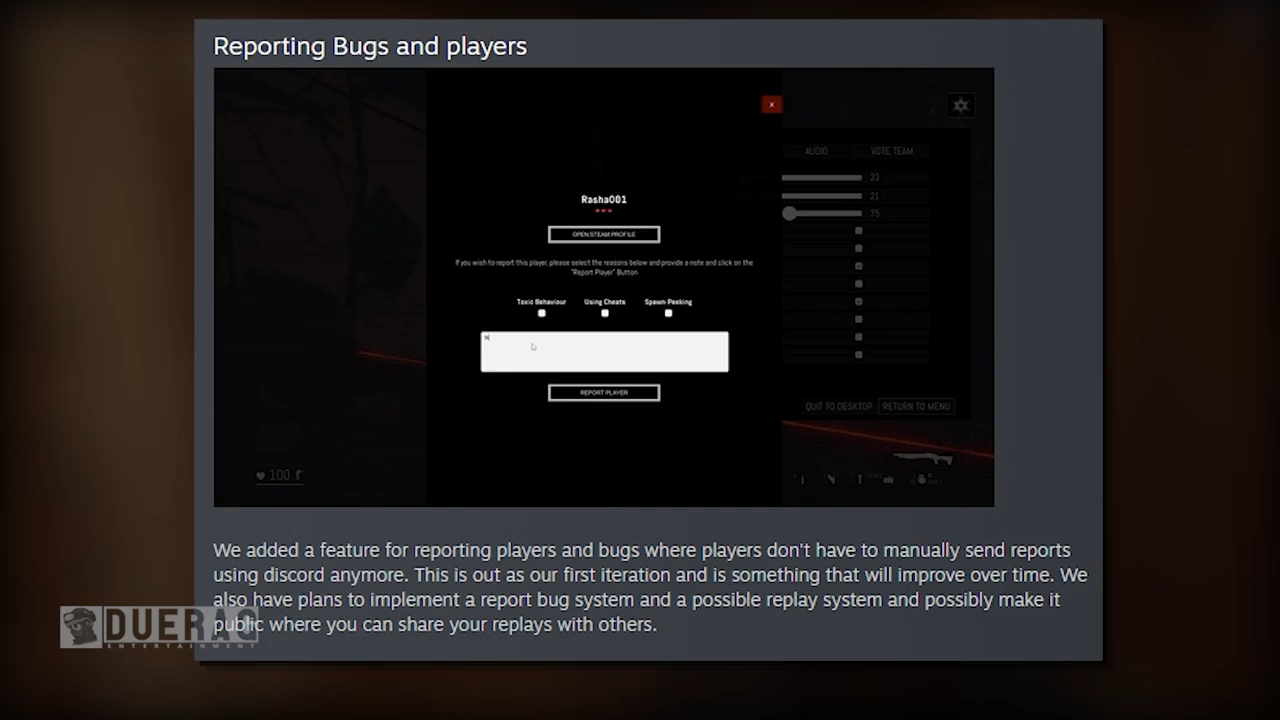 Reporting Bugs and players
X
AUDIO VOTE TEAM
23
Rasha001
21
75
OPEN STEAM PROFILE
If you wish to report this player, please select the reasons below and provide a note and click on the
"Report Player" Button
Toxic Behaviour Using Cheats Spawn-Peeking
REPORT PLAYER
QUIT TO DESKTOP RETURN TO MENU
100
We added a feature for reporting players and bugs where players don't have to manually send reports
using discord anymore. This is out as our first iteration and is something that will improve over time. We
also have plans to implement a report bug system and a possible replay system and possibly make it
public where you can share your replays with others.
DUERAG
ENTERTAINMENT